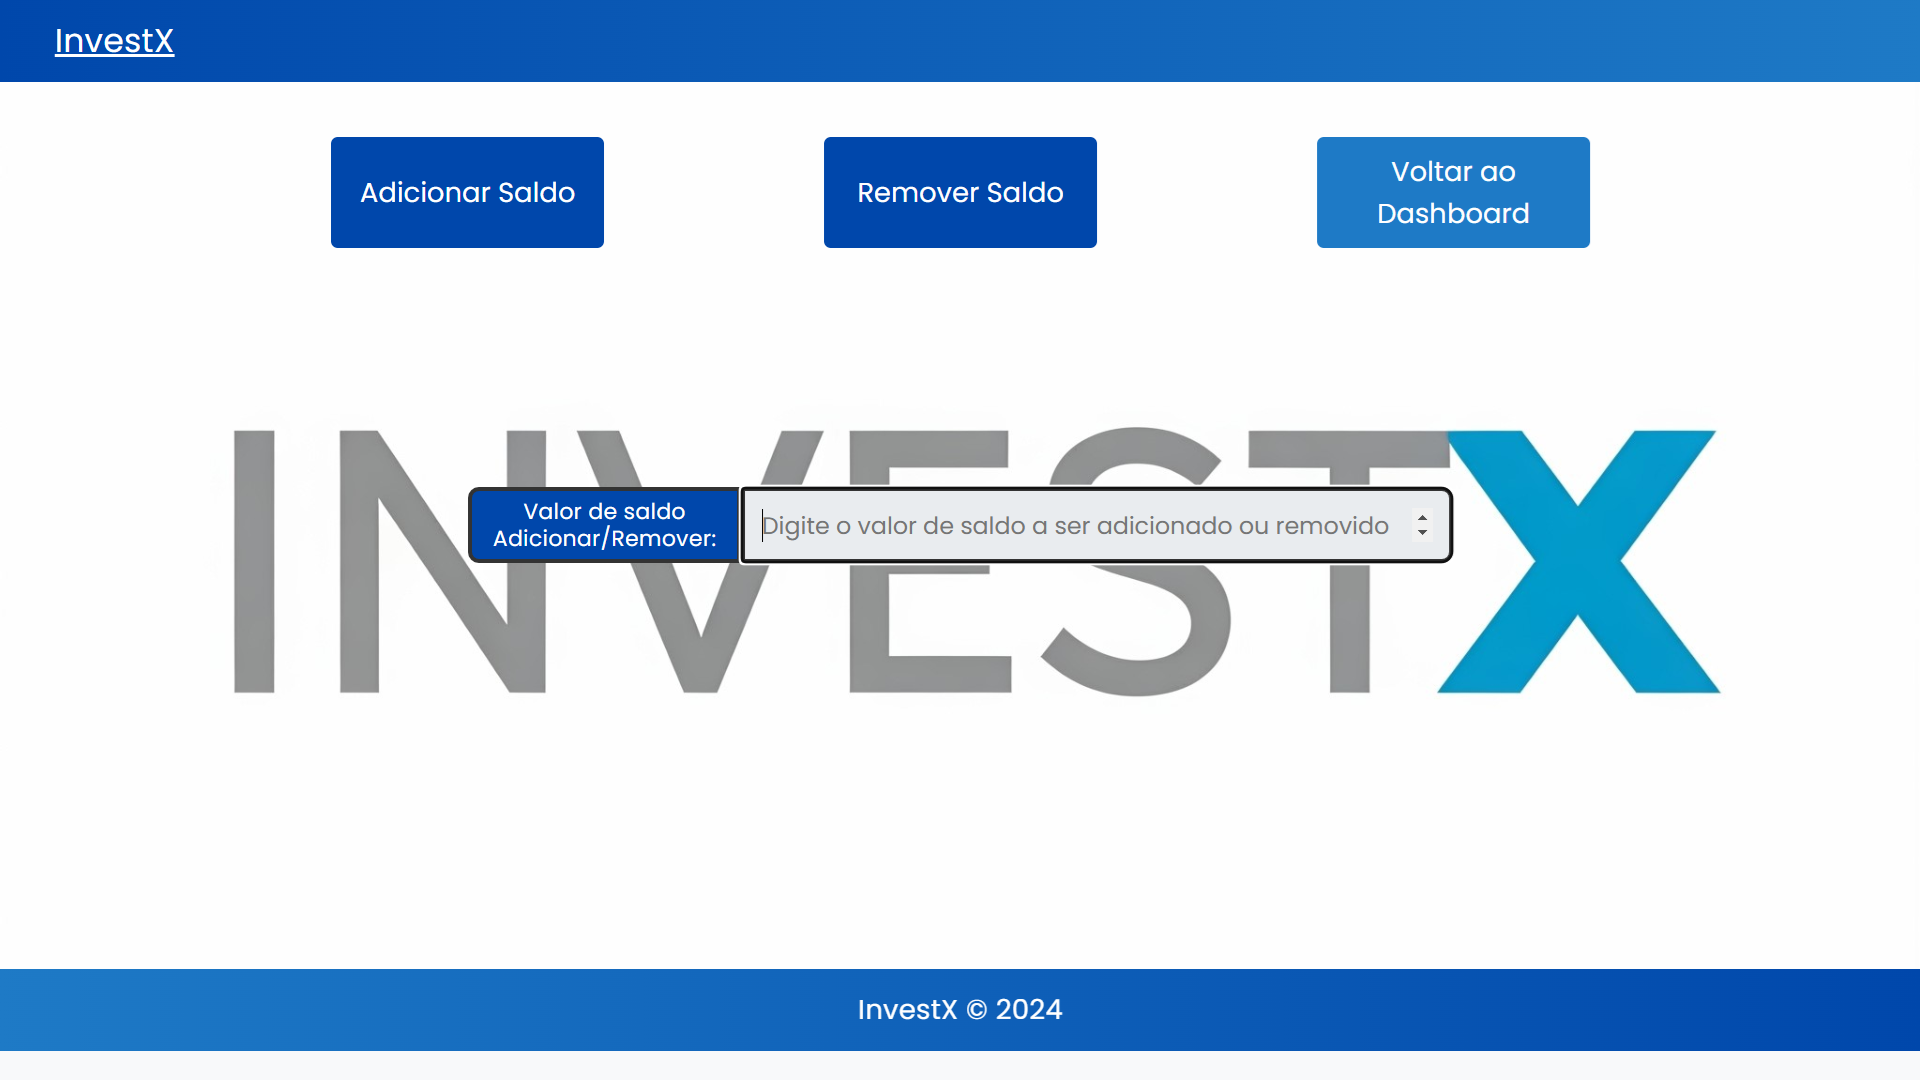 InvestX
Adicionar Saldo
Remover Saldo
Voltar ao
Dashboard
INVESTX
Valor de saldo
Adicionar/Remover:
Digite o valor de saldo a ser adicionado ou removido
InvestX © 2024